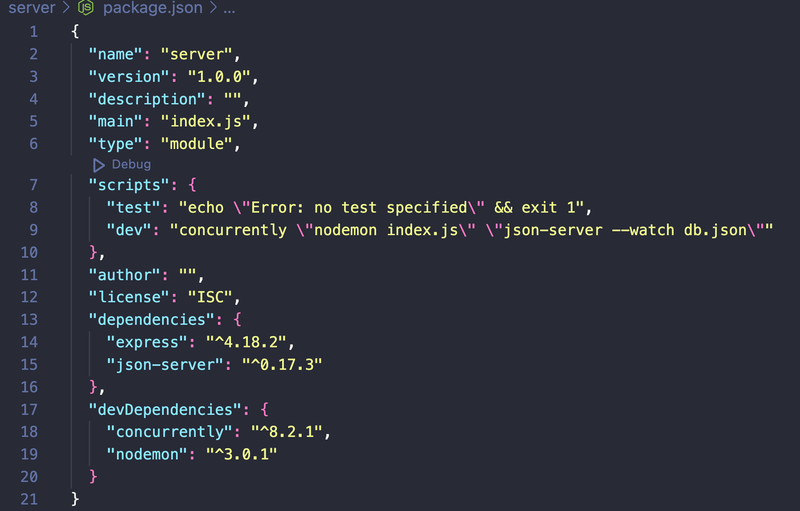 server > package.json > ...
1 {
2 "name": "server",
3 "version": "1.0.0",
4 "description": "",
5 "main": "index.js",
6 "type": "module",
Debug
7 "scripts": {
8 "test": "echo \"Error: no test specified\" && exit 1",
9 "dev": "concurrently \"nodemon index.js\" \"json-server --watch db.json\""
10 },
11 "author": "",
12 "license": "ISC",
13 "dependencies": {
14 "express": "^4.18.2",
15 "json-server": "^0.17.3"
16 },
17 "devDependencies": {
18 "concurrently": "^8.2.1",
19 "nodemon": "^3.0.1"
20 }
21 }